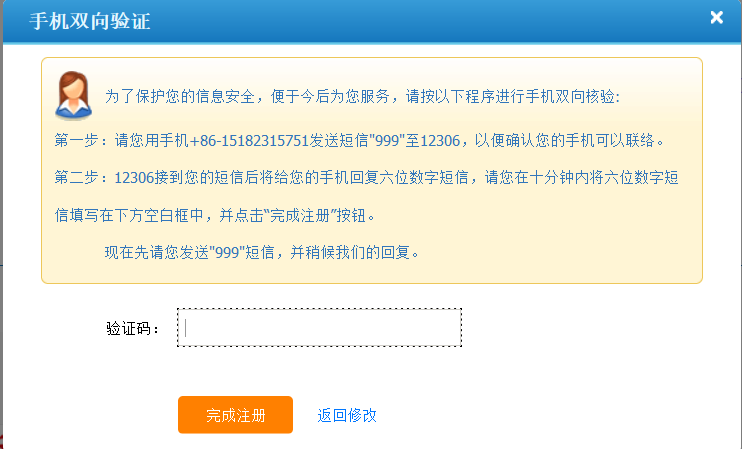 手机双向验证
为了保护您的信息安全，便于今后为您服务，请按以下程序进行手机双向核验:
第一步：请您用手机+86-15182315751发送短信"999"至12306，以便确认您的手机可以联络。
第二步：12306接到您的短信后将给您的手机回复六位数字短信，请您在十分钟内将六位数字短
信填写在下方空白框中，并点击“完成注册”按钮。
现在先请您发送"999"短信，并稍候我们的回复。
验证码：
完成注册 返回修改